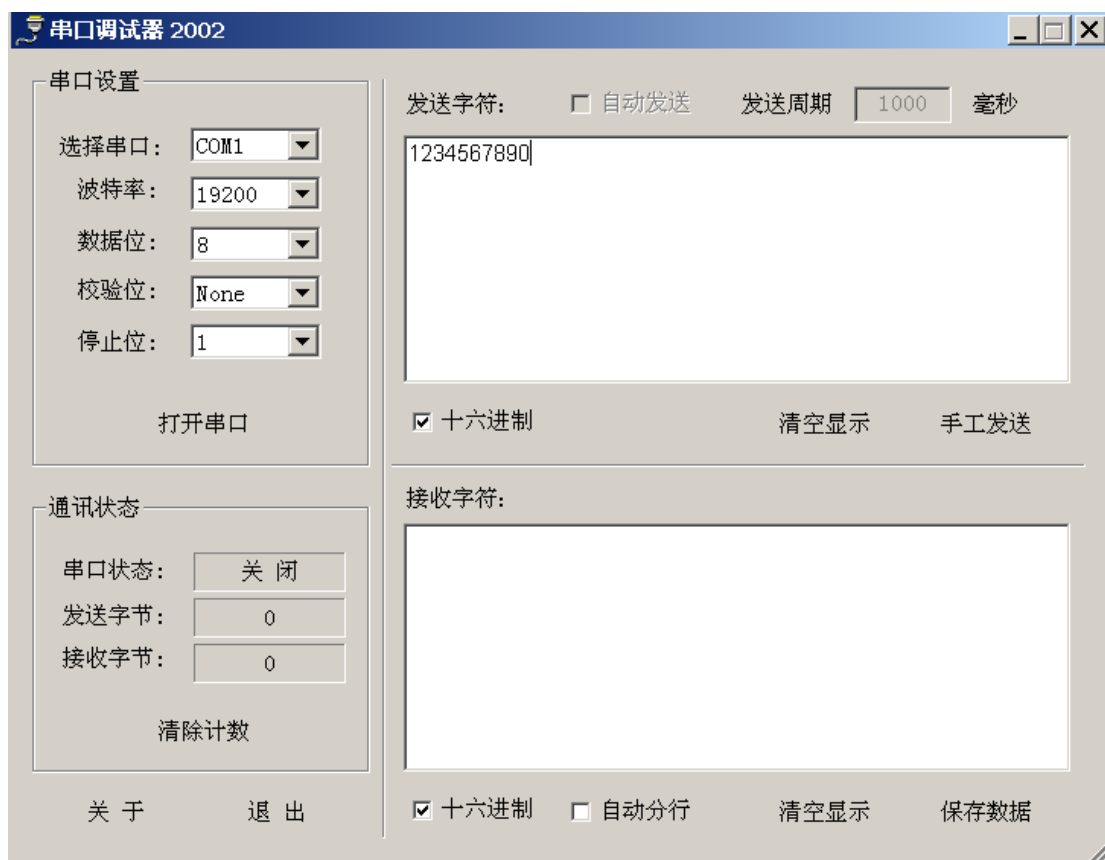 串口调试器 2002
串口设置
选择串口: COM1
波特率: 19200
数据位: 8
校验位: None
停止位: 1
打开串口
通讯状态
串口状态: 关 闭
发送字节: 0
接收字节: 0
清除计数
关 于 退 出
发送字符: 自动发送 发送周期 1000 毫秒
1234567890
十六进制 清空显示 手工发送
接收字符:
十六进制 自动分行 清空显示 保存数据